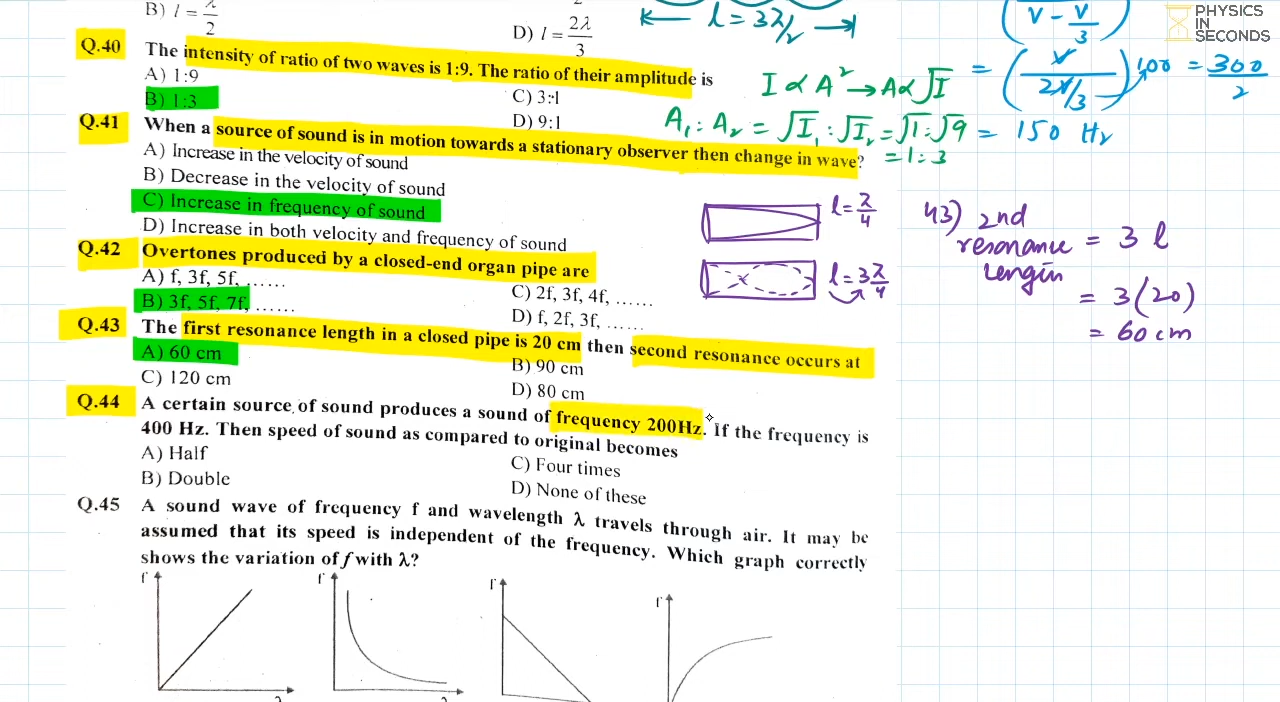 B) l = λ/2
D) l = 2λ/3
l = 3λ/2
Q.40 The intensity of ratio of two waves is 1:9. The ratio of their amplitude is
A) 1:9
C) 3:1
B) 1:3
D) 9:1
I ∝ A² → A ∝ √I
A₁ : A₂ = √I₁ : √I₂ = √1 : √9
= 1 : 3
(V - V/3)
= (V / 2V/3) 100 = 300/2
= 150 Hz
PHYSICS
IN
SECONDS
Q.41 When a source of sound is in motion towards a stationary observer then change in wave?
A) Increase in the velocity of sound
B) Decrease in the velocity of sound
C) Increase in frequency of sound
D) Increase in both velocity and frequency of sound
l = λ/4
l = 3λ/4
Q.42 Overtones produced by a closed-end organ pipe are
A) f, 3f, 5f, ......
C) 2f, 3f, 4f, ......
B) 3f, 5f, 7f, ......
D) f, 2f, 3f, ......
Q.43 The first resonance length in a closed pipe is 20 cm then second resonance occurs at
A) 60 cm
B) 90 cm
C) 120 cm
D) 80 cm
43) 2nd
resonance = 3 l
length
= 3(20)
= 60 cm
Q.44 A certain source of sound produces a sound of frequency 200Hz. If the frequency is
400 Hz. Then speed of sound as compared to original becomes
A) Half
C) Four times
B) Double
D) None of these
Q.45 A sound wave of frequency f and wavelength λ travels through air. It may be
assumed that its speed is independent of the frequency. Which graph correctly
shows the variation of f with λ?
f
f
f
f